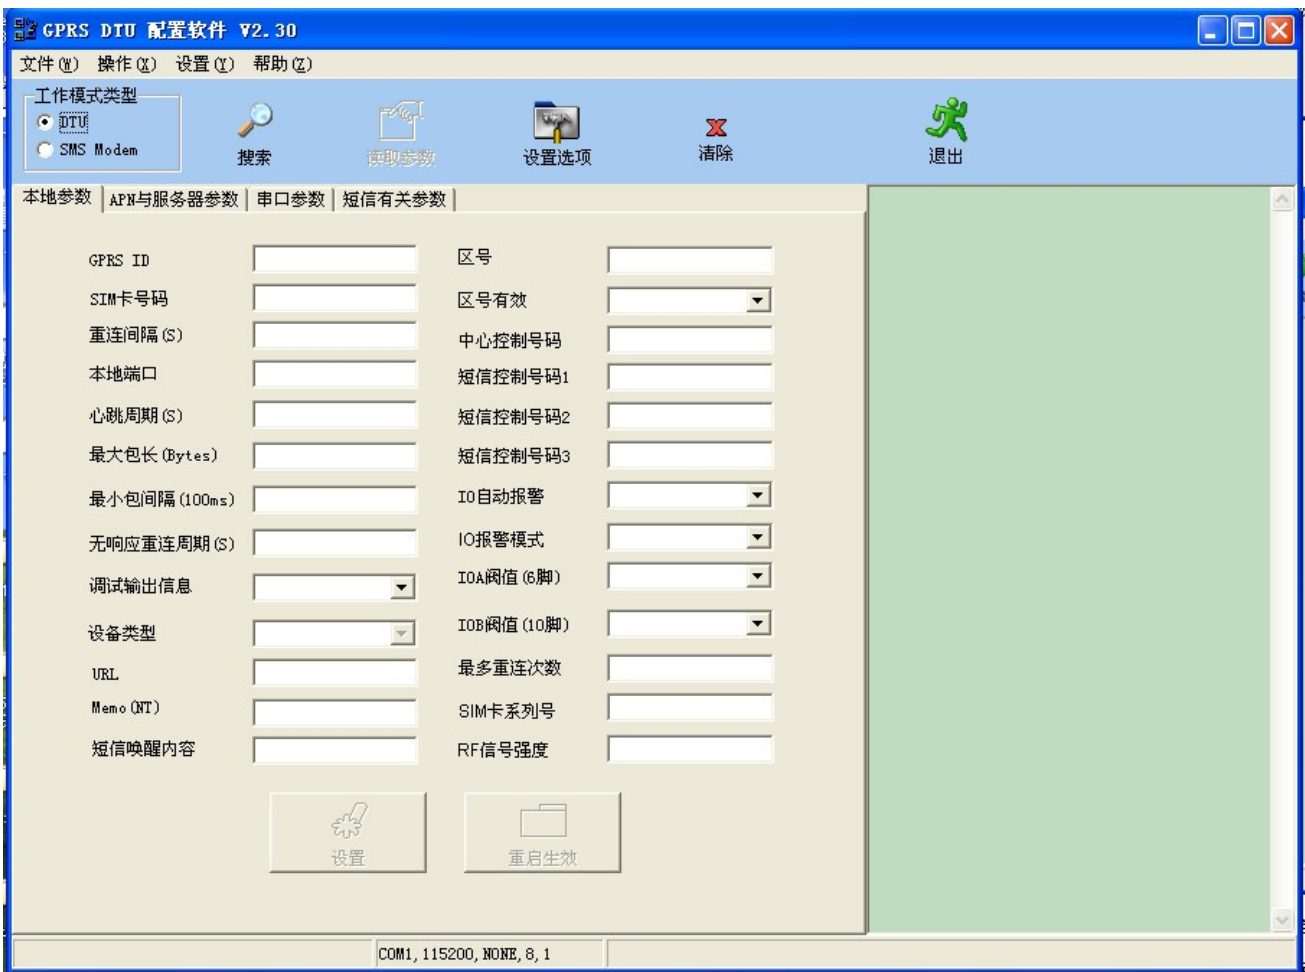 GPRS DTU 配置软件 V2.30
文件(W) 操作(X) 设置(Y) 帮助(Z)
工作模式类型
DTU
SMS Modem
搜索
读取参数
设置选项
清除
退出
本地参数 APN与服务器参数 串口参数 短信有关参数
GPRS ID
SIM卡号码
重连间隔(S)
本地端口
心跳周期(S)
最大包长(Bytes)
最小包间隔(100ms)
无响应重连周期(S)
调试输出信息
设备类型
URL
Memo(NT)
短信唤醒内容
区号
区号有效
中心控制号码
短信控制号码1
短信控制号码2
短信控制号码3
IO自动报警
IO报警模式
IOA阀值(6脚)
IOB阀值(10脚)
最多重连次数
SIM卡系列号
RF信号强度
设置
重启生效
COM1, 115200, NONE, 8, 1